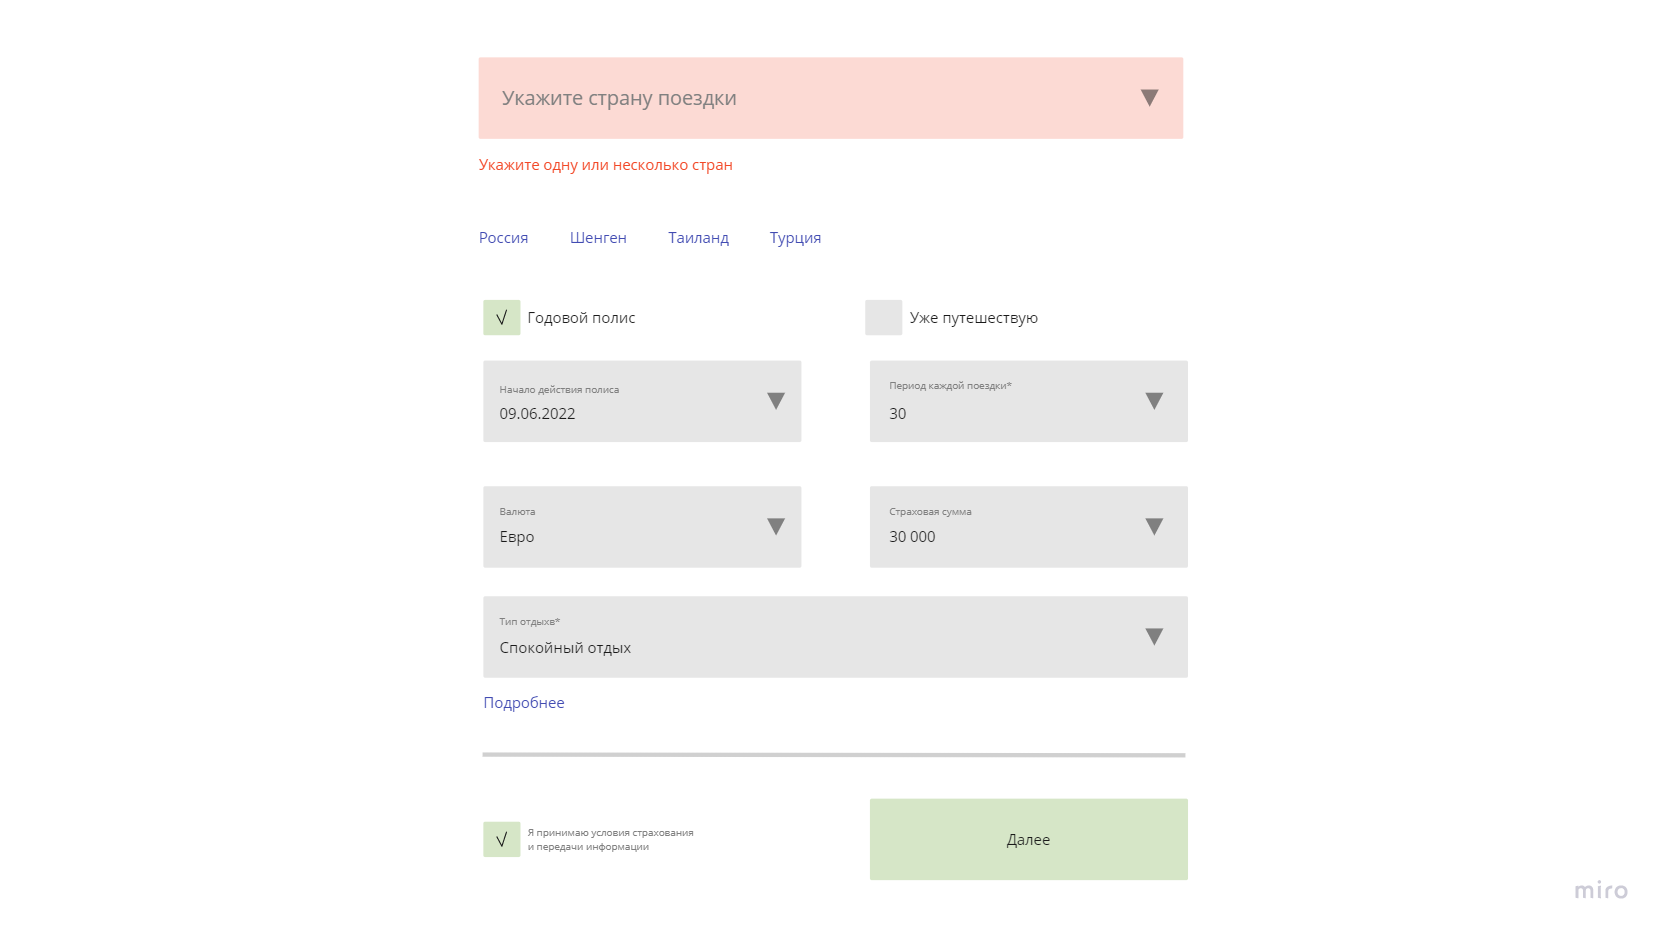 Укажите страну поездки
Укажите одну или несколько стран
Россия Шенген Таиланд Турция
√ Годовой полис Уже путешествую
Начало действия полиса Период каждой поездки*
09.06.2022 30
Валюта Страховая сумма
Евро 30 000
Тип отдыхв*
Спокойный отдых
Подробнее
√ Я принимаю условия страхования
и передачи информации
Далее
miro